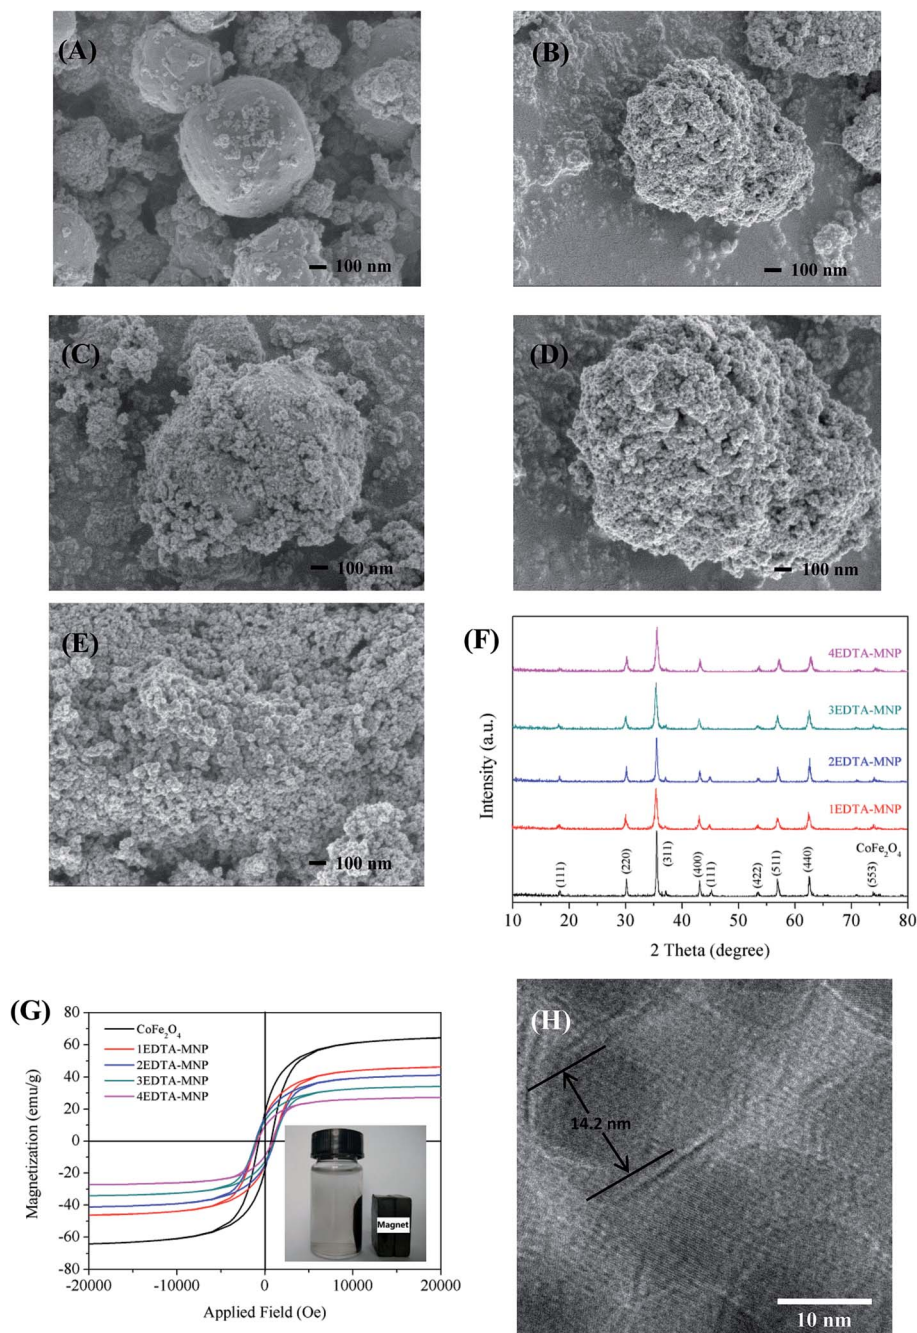 (A)
100 nm
(B)
100 nm
(C)
100 nm
(D)
100 nm
(E)
100 nm
(F)
4EDTA-MNP
3EDTA-MNP
2EDTA-MNP
1EDTA-MNP
CoFe₂O₄
(111)
(220)
(311)
(400)
(111)
(422)
(511)
(440)
(553)
Intensity (a.u.)
10 20 30 40 50 60 70 80
2 Theta (degree)
(G)
CoFe₂O₄
1EDTA-MNP
2EDTA-MNP
3EDTA-MNP
4EDTA-MNP
80
60
40
20
0
-20
-40
-60
-80
Magnetization (emu/g)
Magnet
-20000 -10000 0 10000 20000
Applied Field (Oe)
(H)
14.2 nm
10 nm